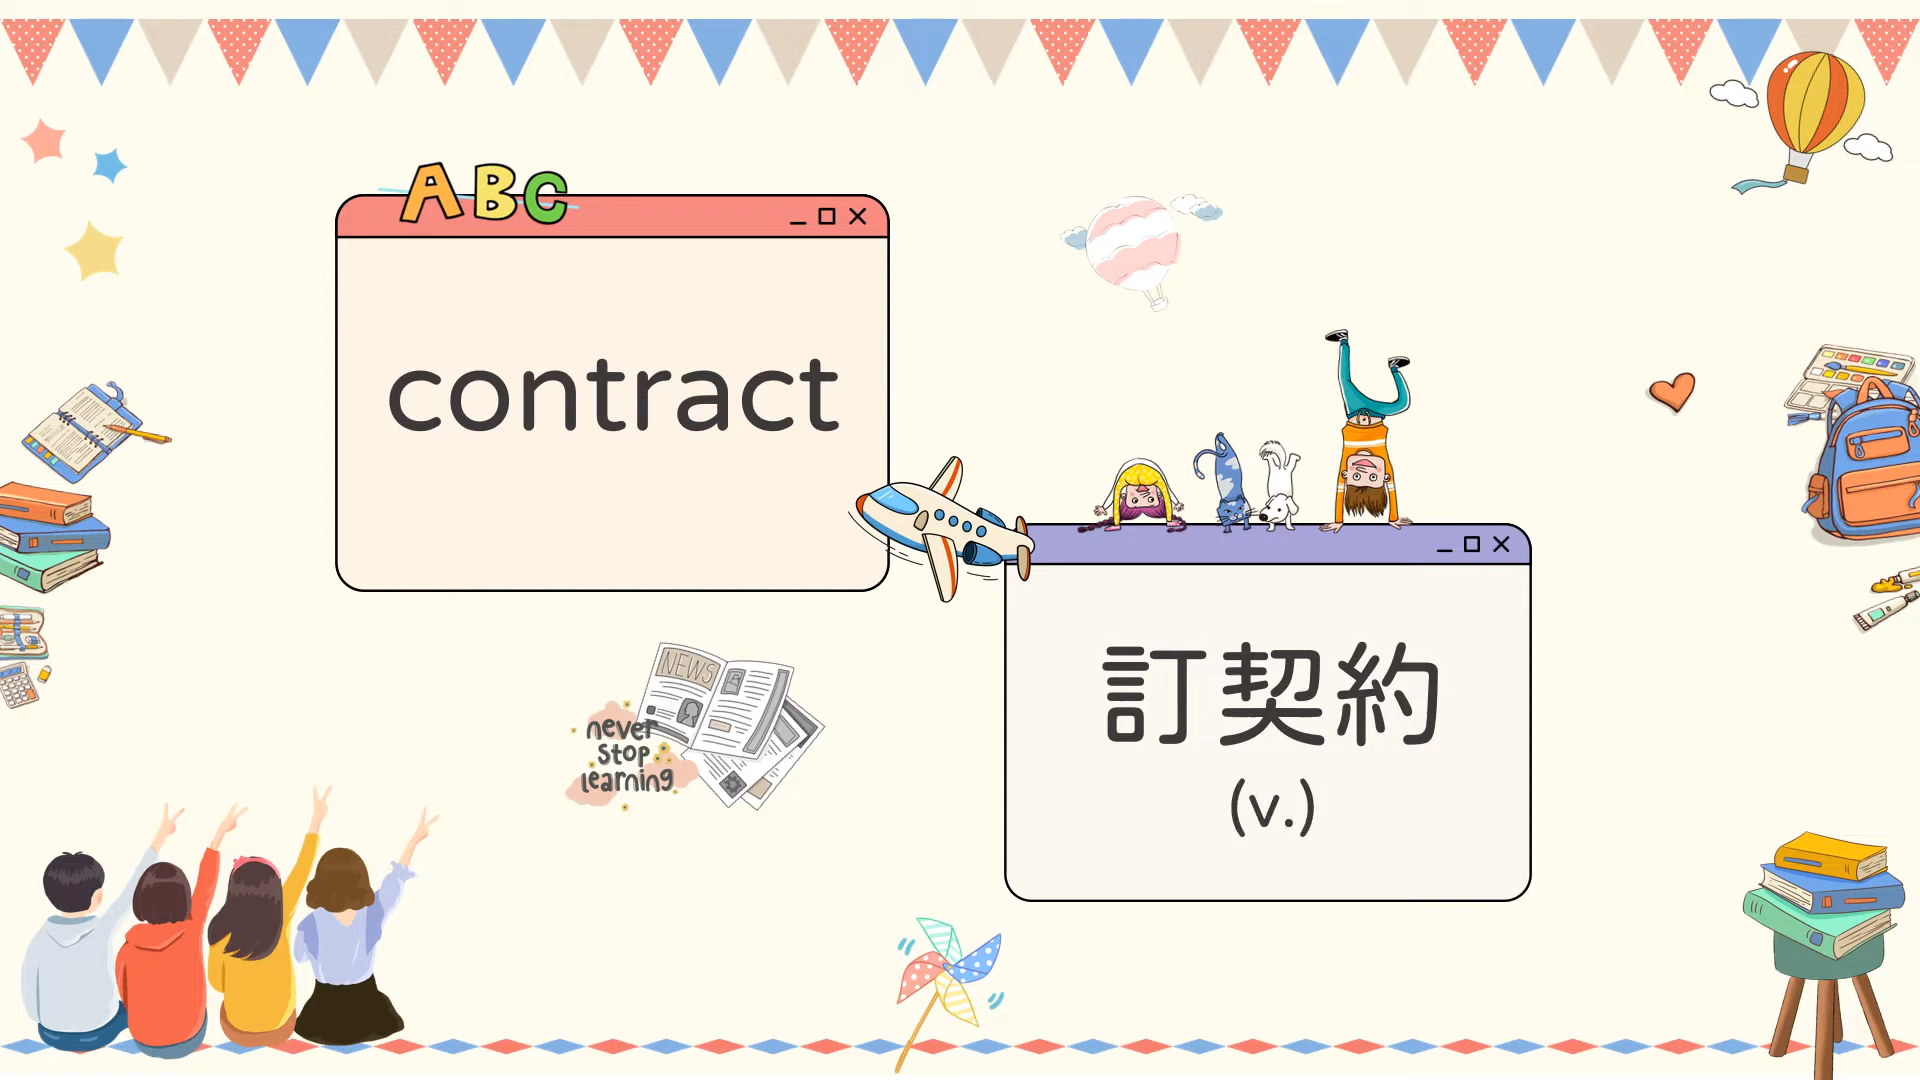 ABC
contract
訂契約
(v.)
NEWS
never
stop
learning